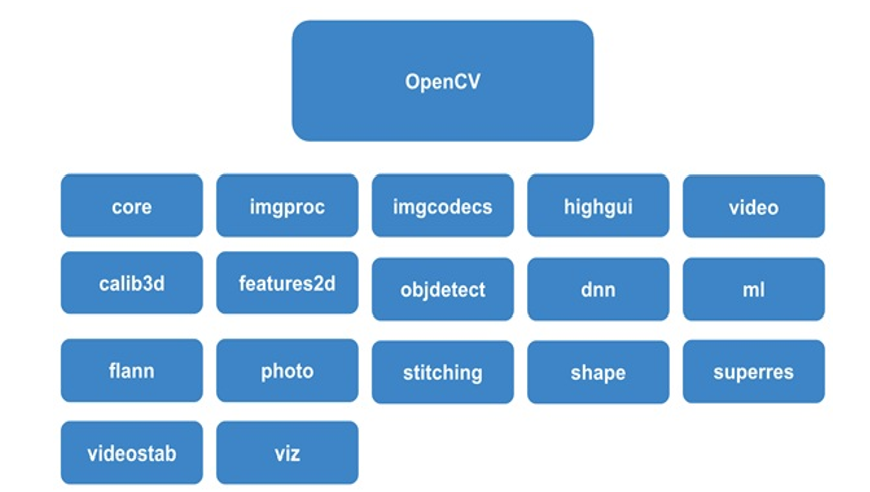 OpenCV
core
imgproc
imgcodecs
highgui
video
calib3d
features2d
objdetect
dnn
ml
flann
photo
stitching
shape
superres
videostab
viz